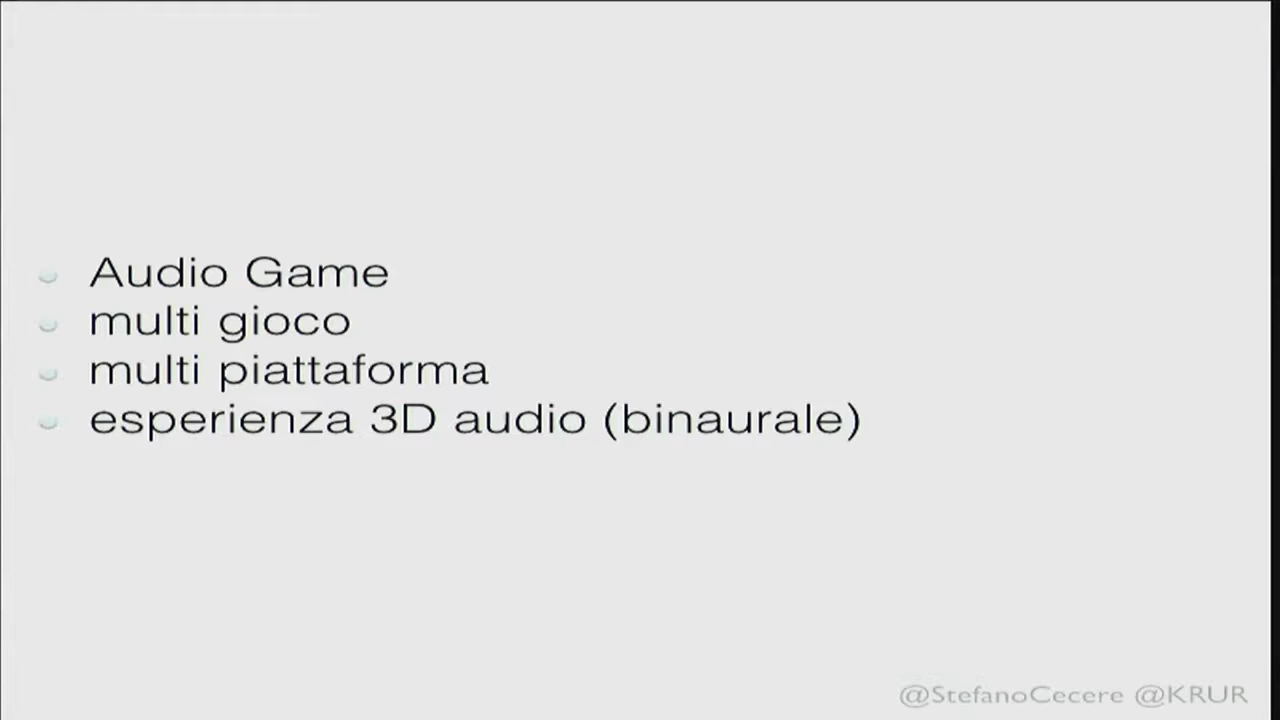 Audio Game
multi gioco
multi piattaforma
esperienza 3D audio (binaurale)
@StefanoCecere @KRUR